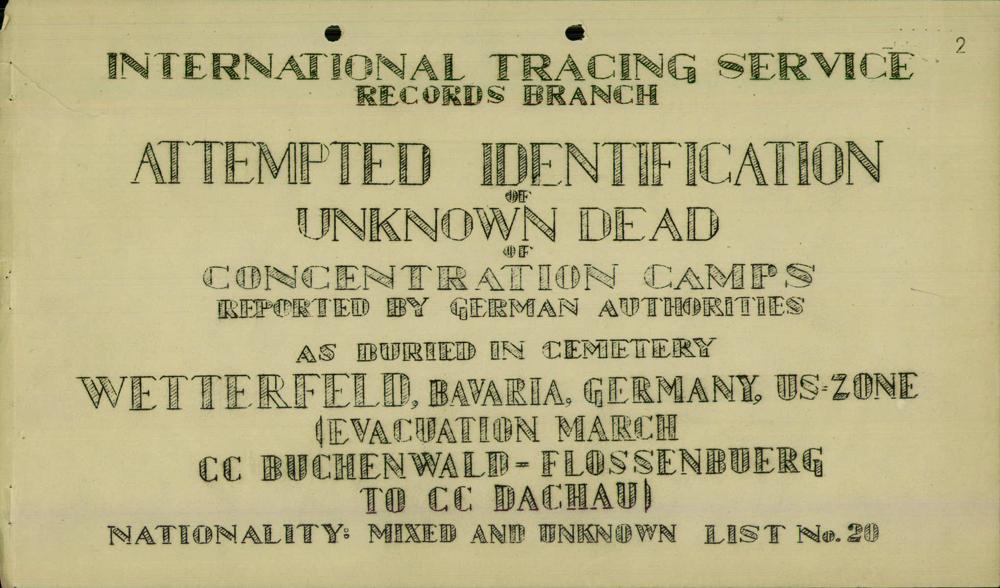 2
INTERNATIONAL TRACING SERVICE
RECORDS BRANCH
ATTEMPTED IDENTIFICATION
OF
UNKNOWN DEAD
OF
CONCENTRATION CAMPS
REPORTED BY GERMAN AUTHORITIES
AS BURIED IN CEMETERY
WETTERFELD, BAVARIA, GERMANY, US-ZONE
(EVACUATION MARCH
CC BUCHENWALD-FLOSSENBUERG
TO CC DACHAU)
NATIONALITY: MIXED AND UNKNOWN LIST No. 20